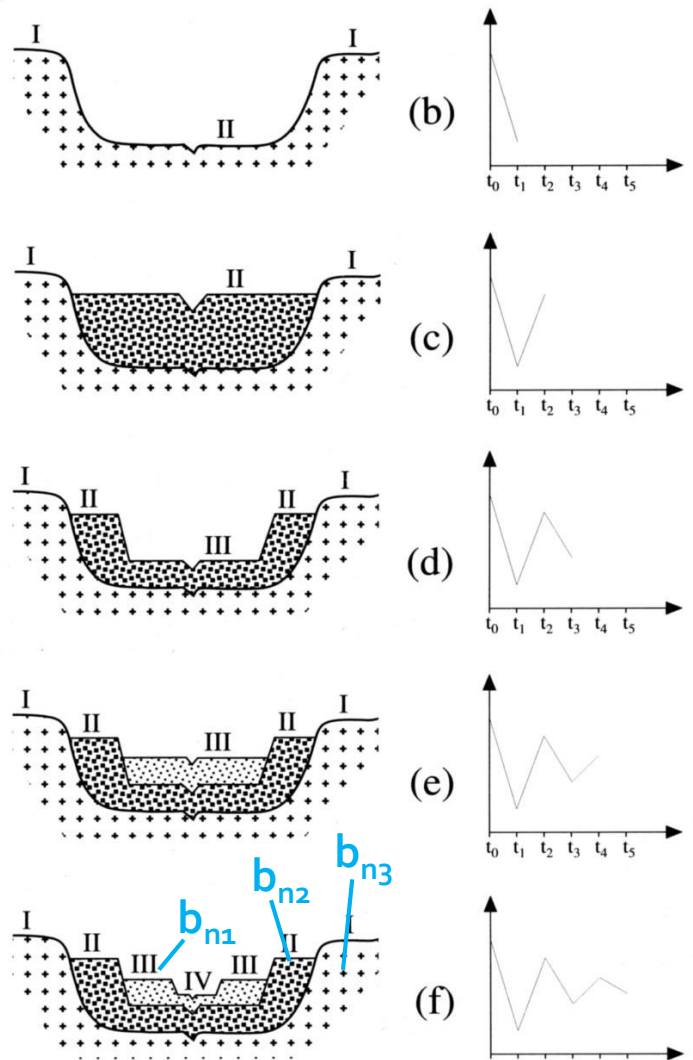 I I
II
(b)
t0 t1 t2 t3 t4 t5
I I
II
(c)
t0 t1 t2 t3 t4 t5
I I
II II
III
(d)
t0 t1 t2 t3 t4 t5
I I
II II
III
(e)
t0 t1 t2 t3 t4 t5
bn3
bn2
bn1
I I
II II
III III
IV
(f)